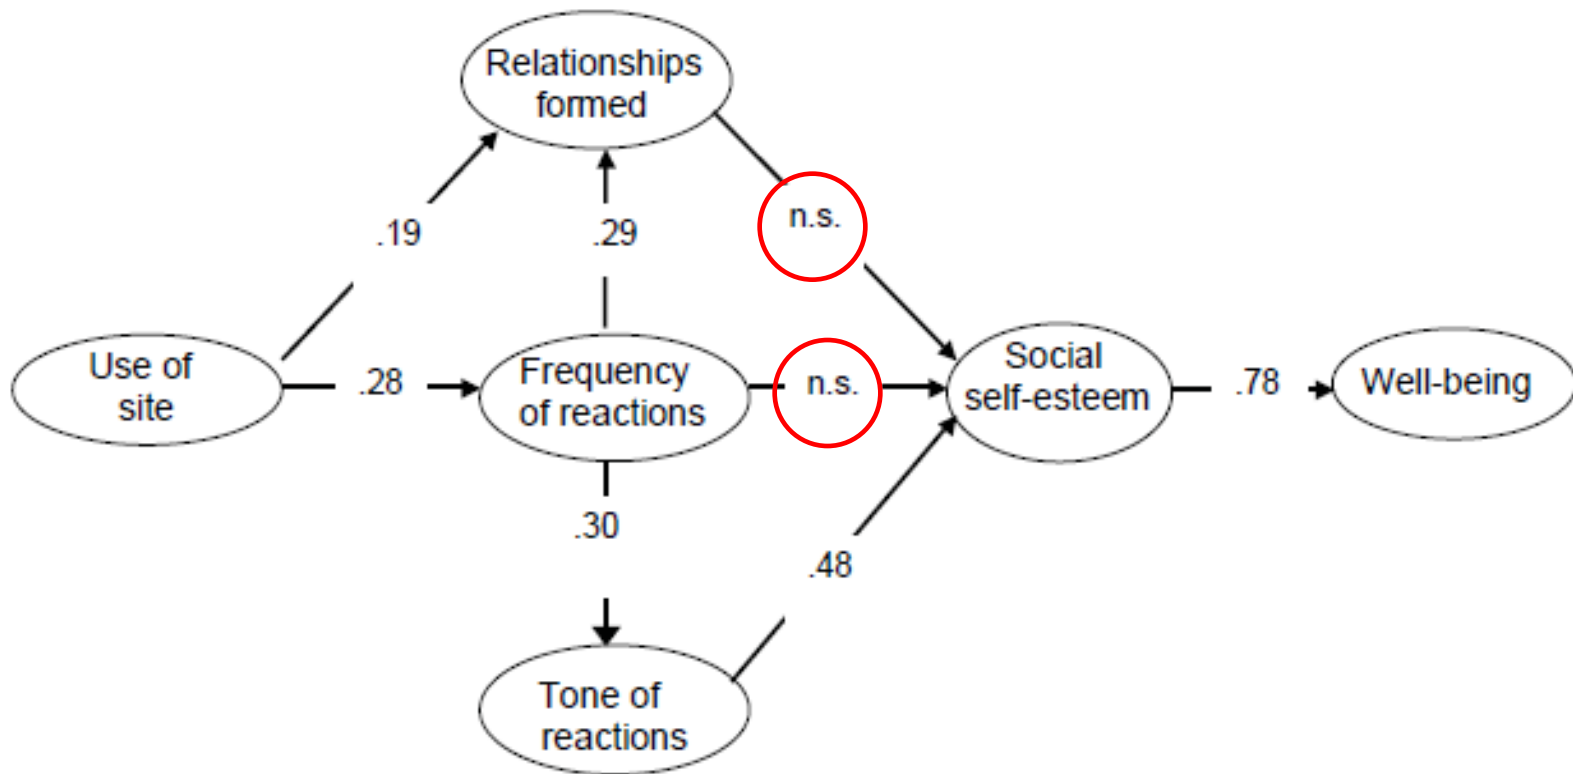 Relationships
formed
n.s.
.19
.29
Use of
site
.28
Frequency
of reactions
n.s.
Social
self-esteem
.78
Well-being
.30
.48
Tone of
reactions